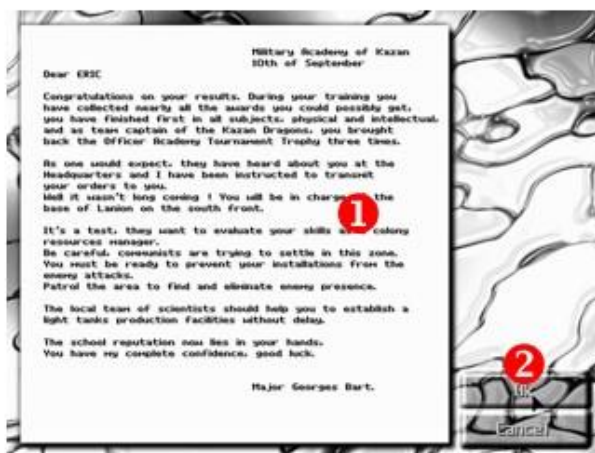 Military Academy of Kazan
10th of September
Dear ERIC
Congratulations on your results. During your training you
have collected nearly all the awards you could possibly get,
you have finished first in all subjects, physical and intellectual,
and as team captain of the Kazan Dragons, you brought
back the Officer Academy Tournament Trophy three times.
As one would expect, they have heard about you at the
Headquarters and I have been instructed to transmit
your orders to you.
Well it wasn't long coming ! You will be in charge the
base of Lanion on the south front.
1
It's a test, they want to evaluate your skills colony
resources manager.
Be careful, communists are trying to settle in this zone.
You must be ready to prevent your installations from the
enemy attacks.
Patrol the area to find and eliminate enemy presence.
The local team of scientists should help you to establish a
light tanks production facilities without delay.
The school reputation now lies in your hands.
You have my complete confidence, good luck.
Major Georges Bart.
2
OK
Cancel